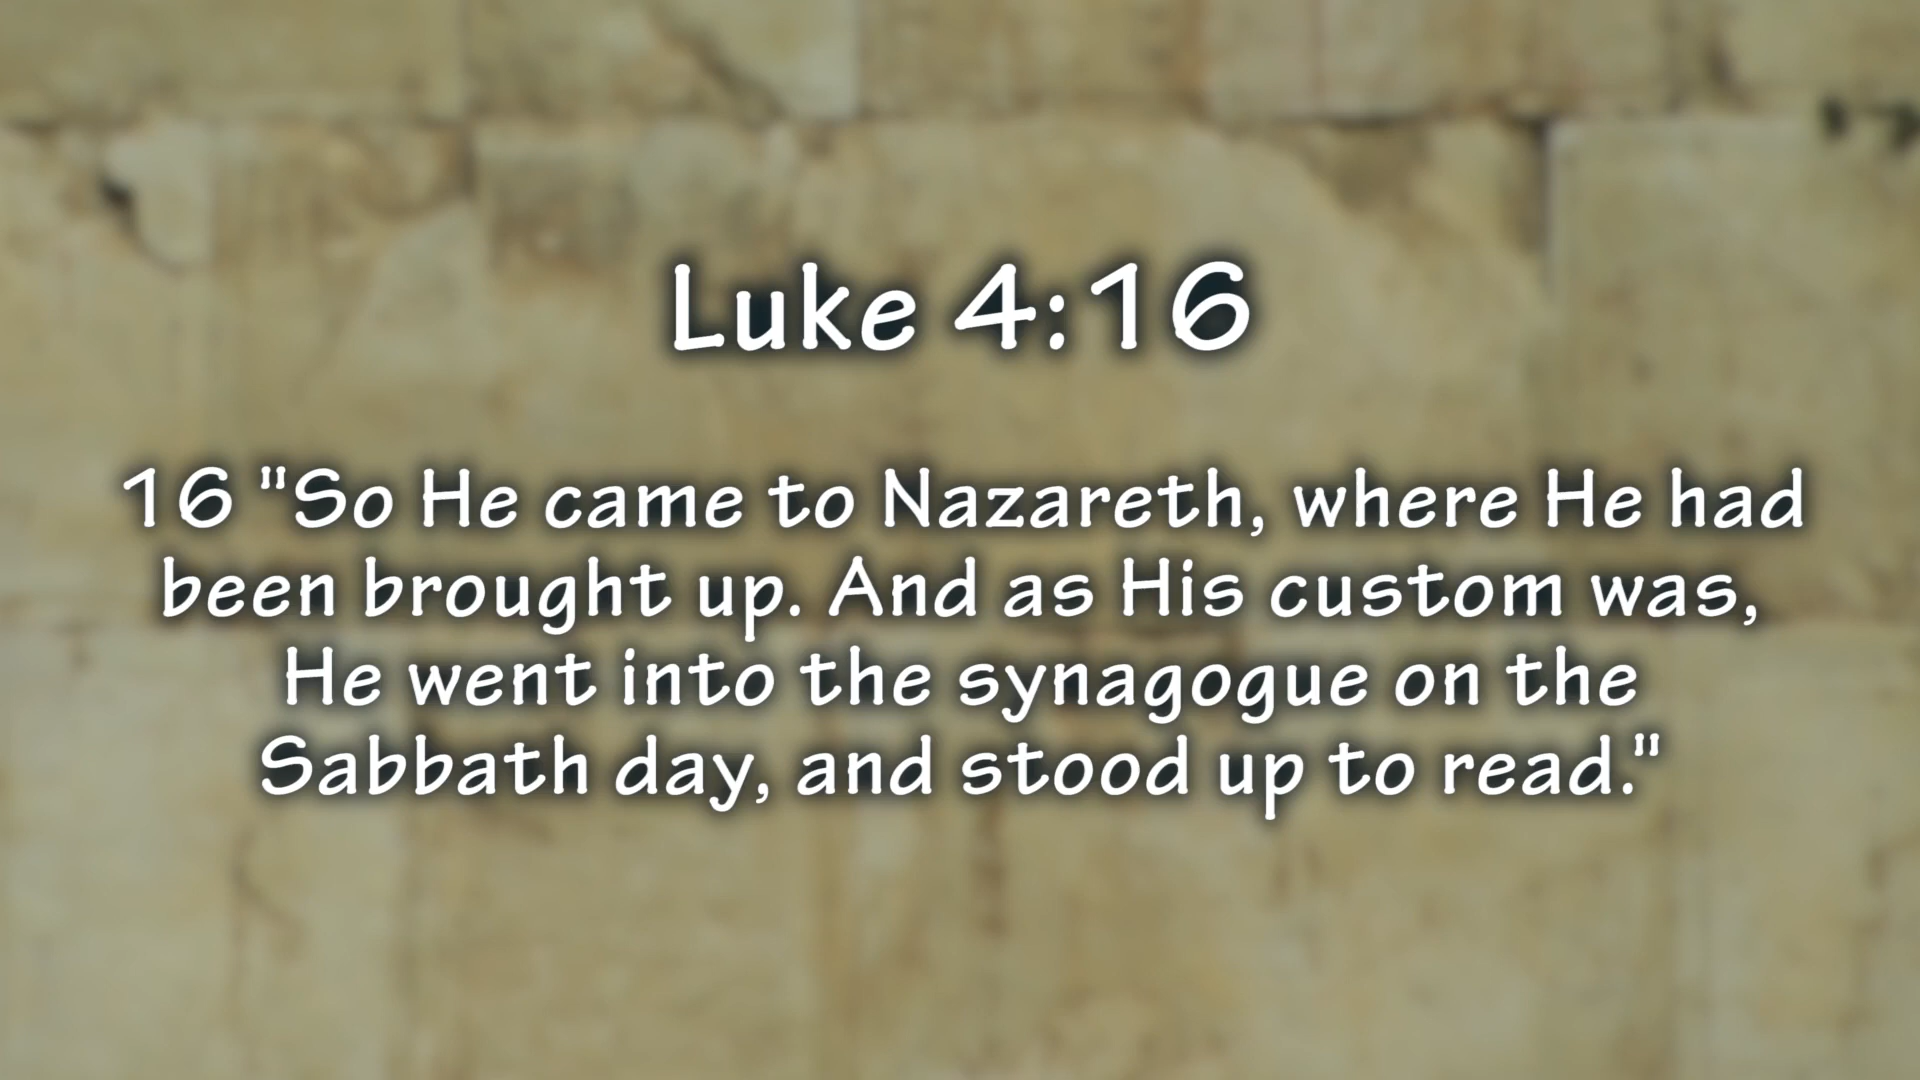 Luke 4:16
16 "So He came to Nazareth, where He had
been brought up. And as His custom was,
He went into the synagogue on the
Sabbath day, and stood up to read."